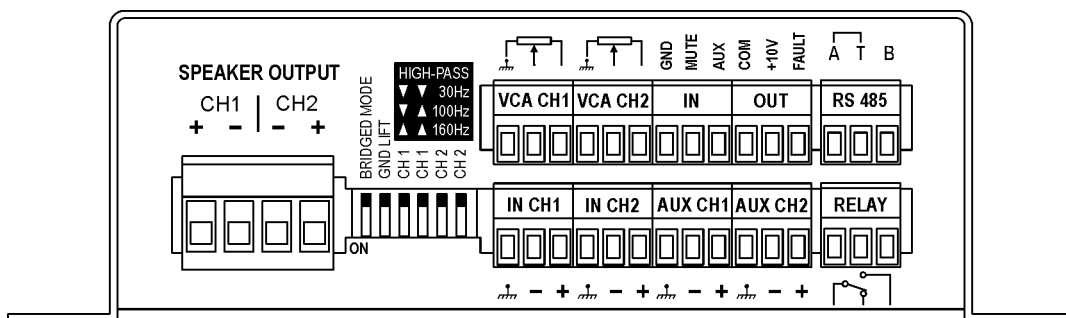 SPEAKER OUTPUT
CH1 | CH2
+ - - +
BRIDGED MODE
GND LIFT
CH 1
CH 1
CH 2
CH 2
HIGH-PASS
30Hz
100Hz
160Hz
ON
GND
MUTE
AUX
COM
+10V
FAULT
A T B
VCA CH1 VCA CH2 IN OUT RS 485
IN CH1 IN CH2 AUX CH1 AUX CH2 RELAY
- + - + - + - +